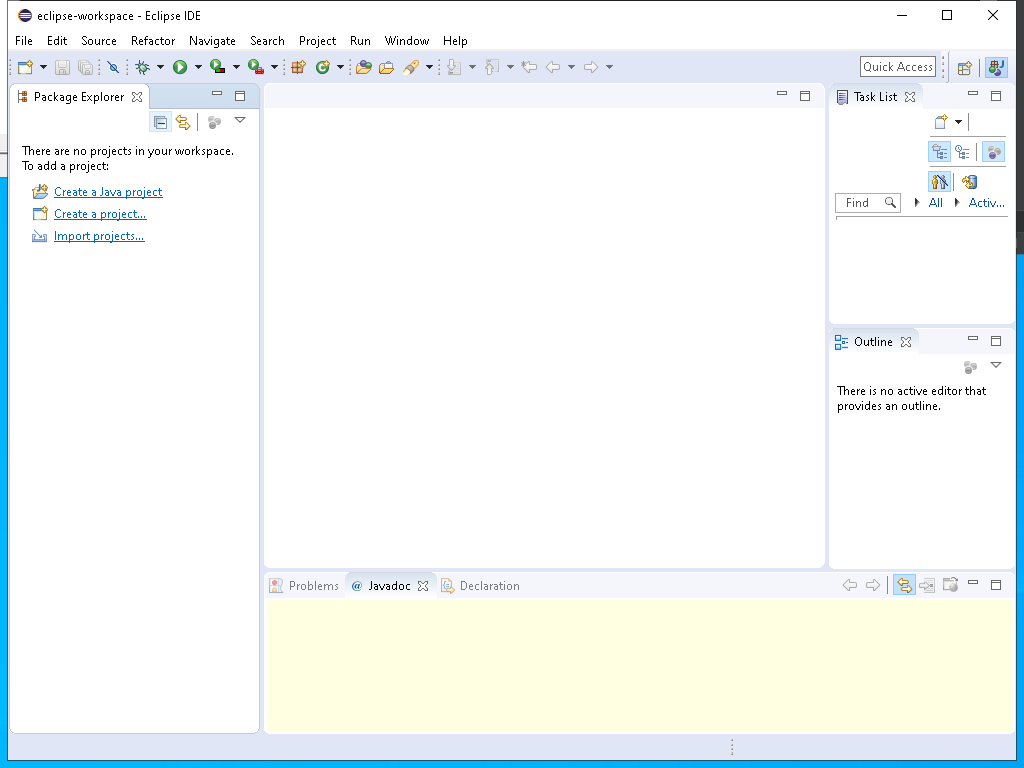 eclipse-workspace - Eclipse IDE
File Edit Source Refactor Navigate Search Project Run Window Help
Quick Access
Package Explorer
There are no projects in your workspace.
To add a project:
Create a Java project
Create a project...
Import projects...
Task List
Find
All
Activ...
Outline
There is no active editor that
provides an outline.
Problems @ Javadoc Declaration